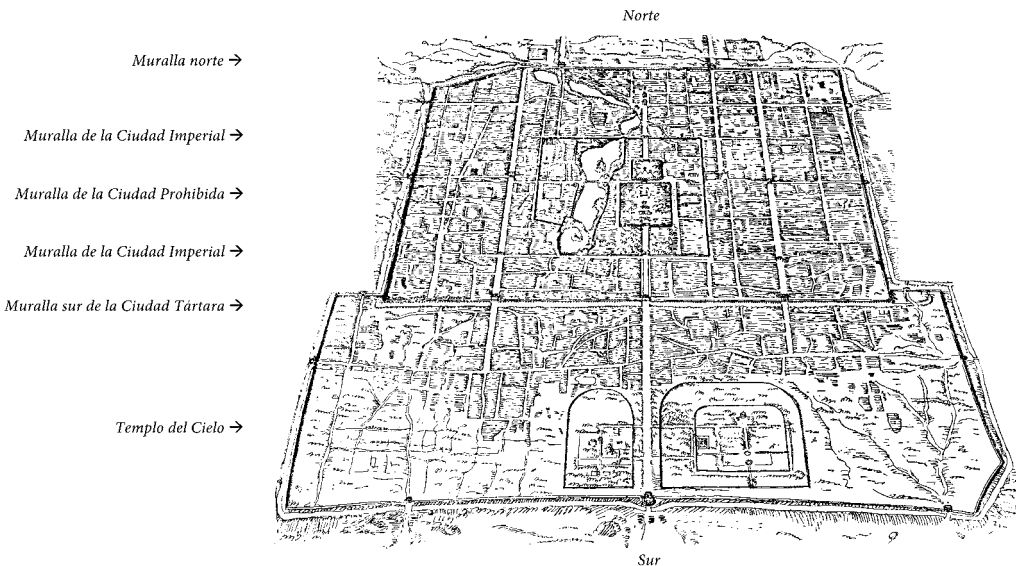 Norte
Muralla norte →
Muralla de la Ciudad Imperial →
Muralla de la Ciudad Prohibida →
Muralla de la Ciudad Imperial →
Muralla sur de la Ciudad Tártara →
Templo del Cielo →
Sur